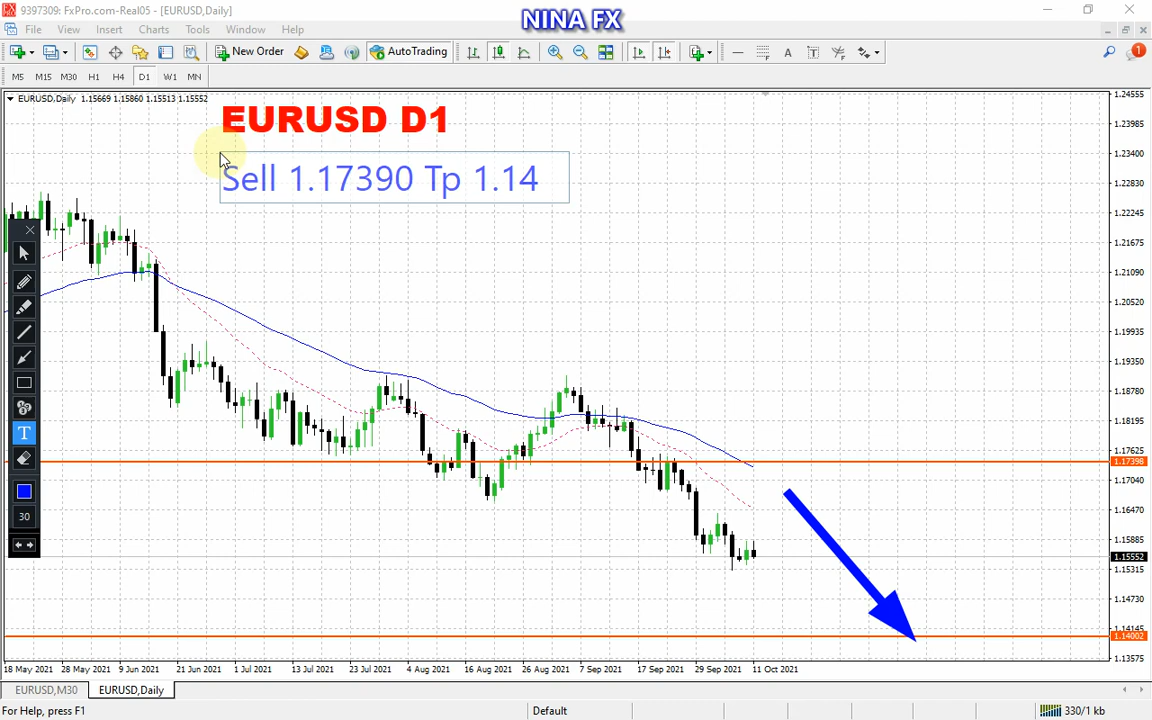 9397309: FxPro.com-Real05 - [EURUSD,Daily]
NINA FX
File View Insert Charts Tools Window Help
New Order AutoTrading
A T 1
M5 M15 M30 H1 H4 D1 W1 MN
EURUSD,Daily 1.15669 1.15860 1.15513 1.15552
EURUSD D1
Sell 1.17390 Tp 1.14
T
30
1.24555
1.23985
1.23400
1.22830
1.22245
1.21675
1.21090
1.20520
1.19935
1.19350
1.18780
1.18195
1.17625
1.17398
1.17040
1.16470
1.15885
1.15552
1.15315
1.14730
1.14145
1.14002
1.13575
18 May 2021 28 May 2021 9 Jun 2021 21 Jun 2021 1 Jul 2021 13 Jul 2021 23 Jul 2021 4 Aug 2021 16 Aug 2021 26 Aug 2021 7 Sep 2021 17 Sep 2021 29 Sep 2021 11 Oct 2021
EURUSD,M30 EURUSD,Daily
For Help, press F1 Default 330/1 kb